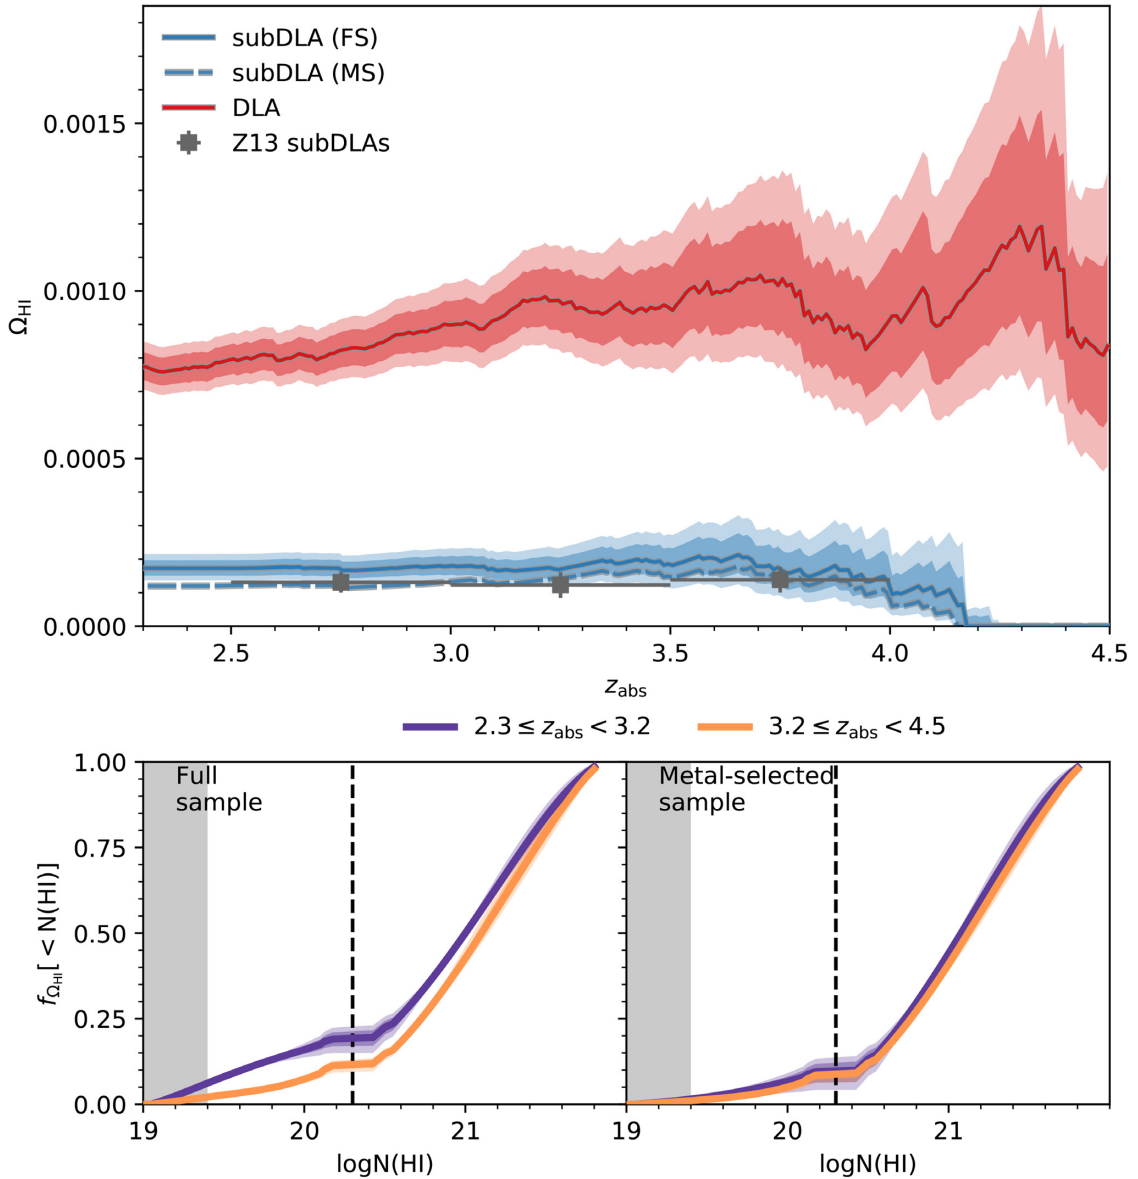 subDLA (FS)
subDLA (MS)
DLA
Z13 subDLAs
0.0015
0.0010
0.0005
0.0000
Ω_HI
2.5 3.0 3.5 4.0 4.5
z_abs
2.3 ≤ z_abs < 3.2 3.2 ≤ z_abs < 4.5
Full
sample
Metal-selected
sample
1.00
0.75
0.50
0.25
0.00
f_Ω_HI[ < N(HI)]
19 20 21 19 20 21
logN(HI) logN(HI)